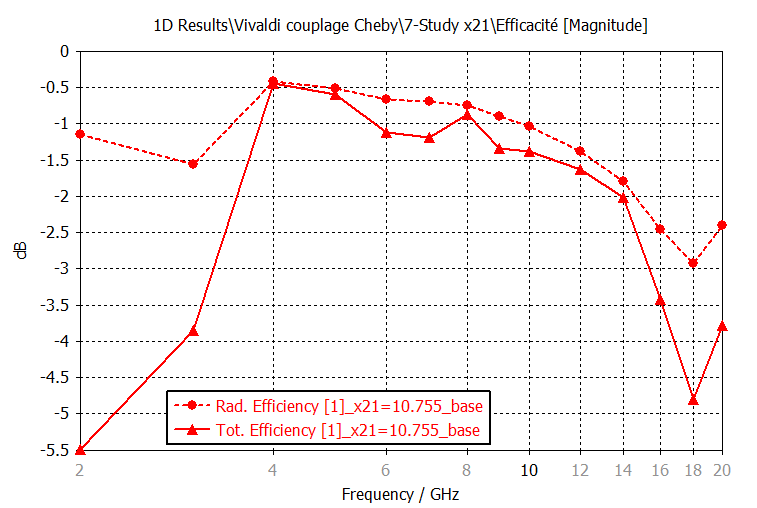 1D Results\Vivaldi couplage Cheby\7-Study x21\Efficacité [Magnitude]
0
-0.5
-1
-1.5
-2
-2.5
-3
-3.5
-4
-4.5
-5
-5.5
dB
Rad. Efficiency [1]_x21=10.755_base
Tot. Efficiency [1]_x21=10.755_base
2 4 6 8 10 12 14 16 18 20
Frequency / GHz